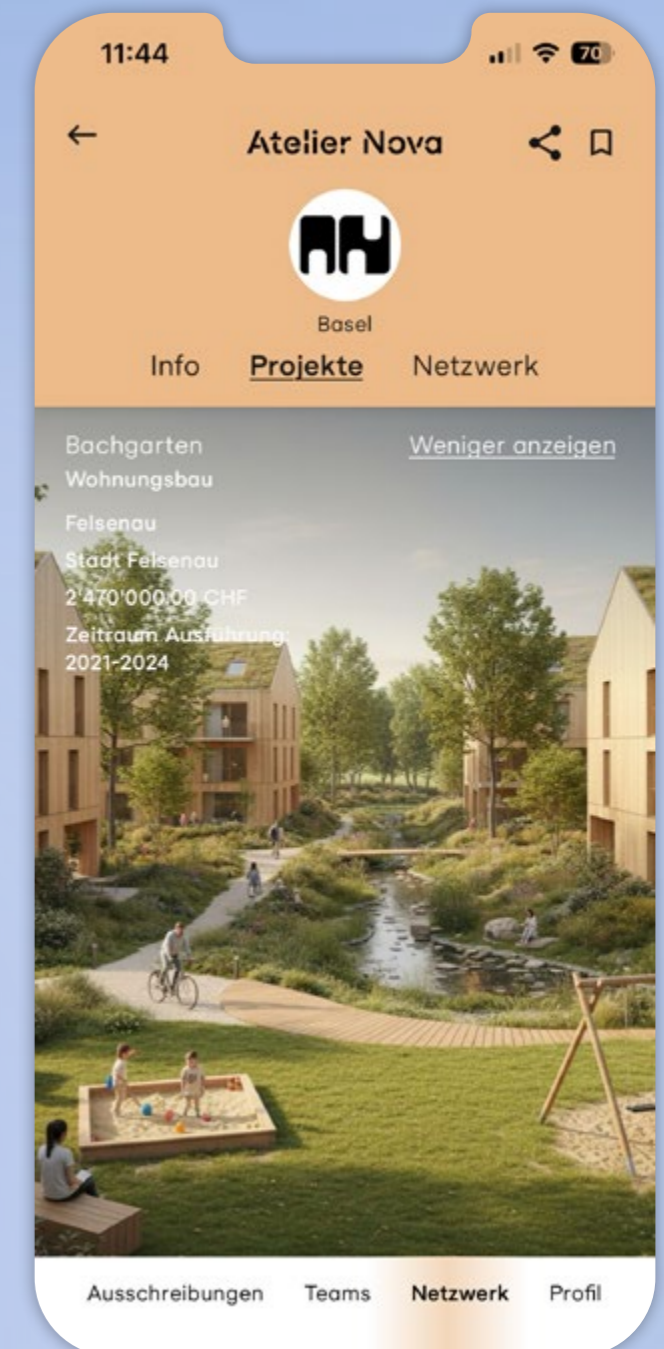 11:44
70
Atelier Nova
Basel
Info Projekte Netzwerk
Bachgarten Weniger anzeigen
Wohnungsbau
Felsenau
Stadt Felsenau
2'470'000.00 CHF
Zeitraum Ausführung:
2021-2024
Ausschreibungen Teams Netzwerk Profil